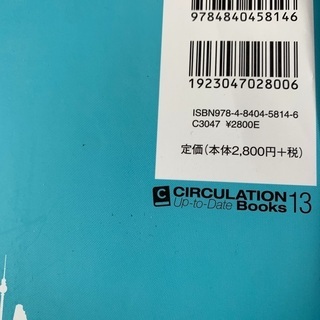 9784840458146
1923047028006
ISBN978-4-8404-5814-6
C3047 ¥2800E
定価(本体2,800円+税)
C CIRCULATION
Up-to-Date Books 13